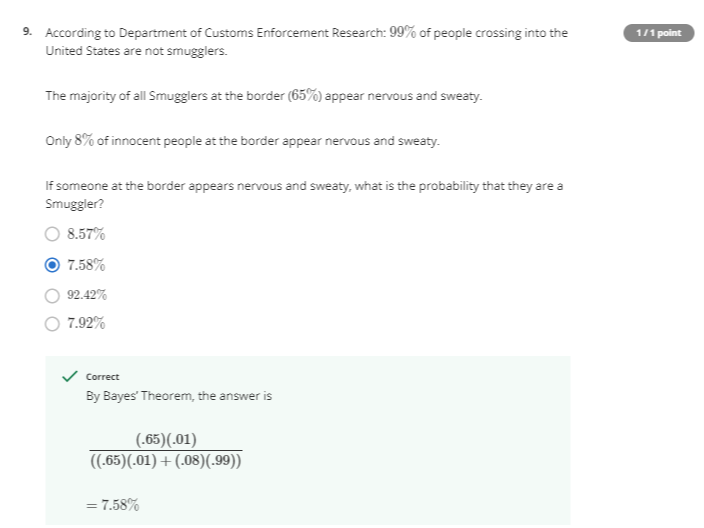 9. According to Department of Customs Enforcement Research: 99% of people crossing into the
1 / 1 point
United States are not smugglers.
The majority of all Smugglers at the border (65%) appear nervous and sweaty.
Only 8% of innocent people at the border appear nervous and sweaty.
If someone at the border appears nervous and sweaty, what is the probability that they are a
Smuggler?
8.57%
7.58%
92.42%
7.92%
Correct
By Bayes' Theorem, the answer is
(.65)(.01)
((.65)(.01) + (.08)(.99))
= 7.58%